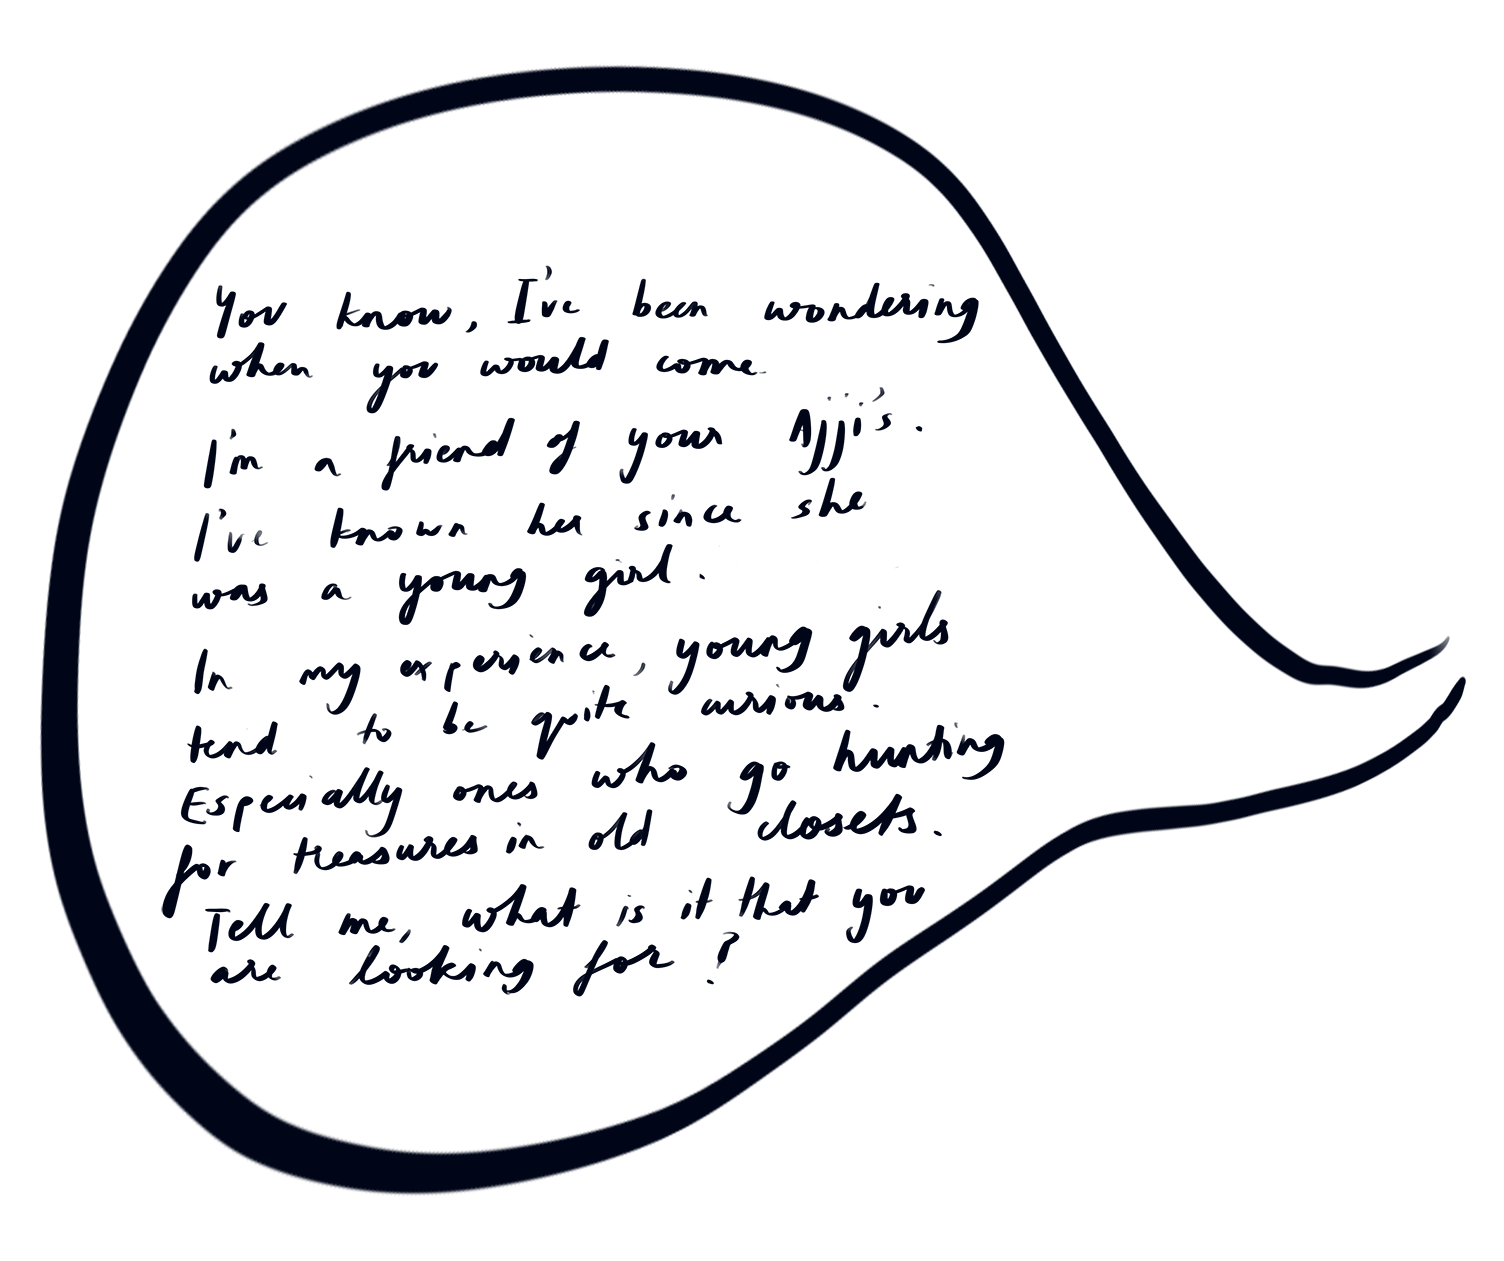 You know, I've been wondering
when you would come.
I'm a friend of your Ajji's.
I've known her since she
was a young girl.
In my experience, young girls
tend to be quite curious.
Especially ones who go hunting
for treasures in old closets.
Tell me, what is it that you
are looking for?